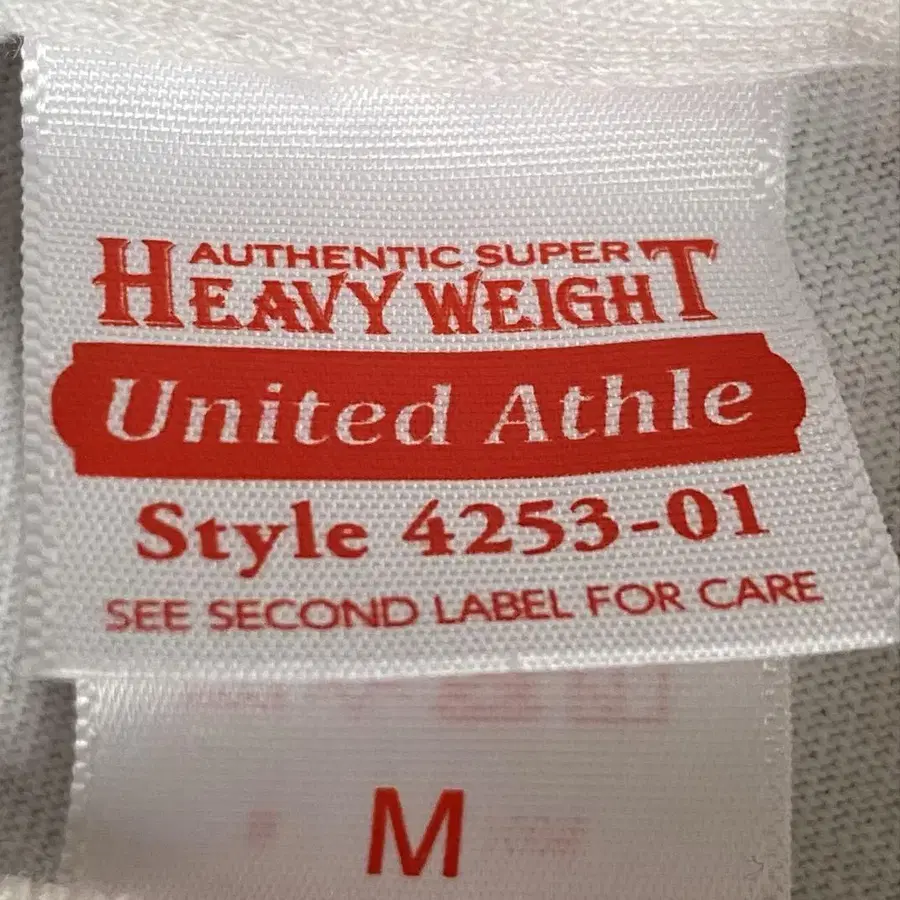 AUTHENTIC SUPER
HEAVY WEIGHT
United Athle
Style 4253-01
SEE SECOND LABEL FOR CARE
M